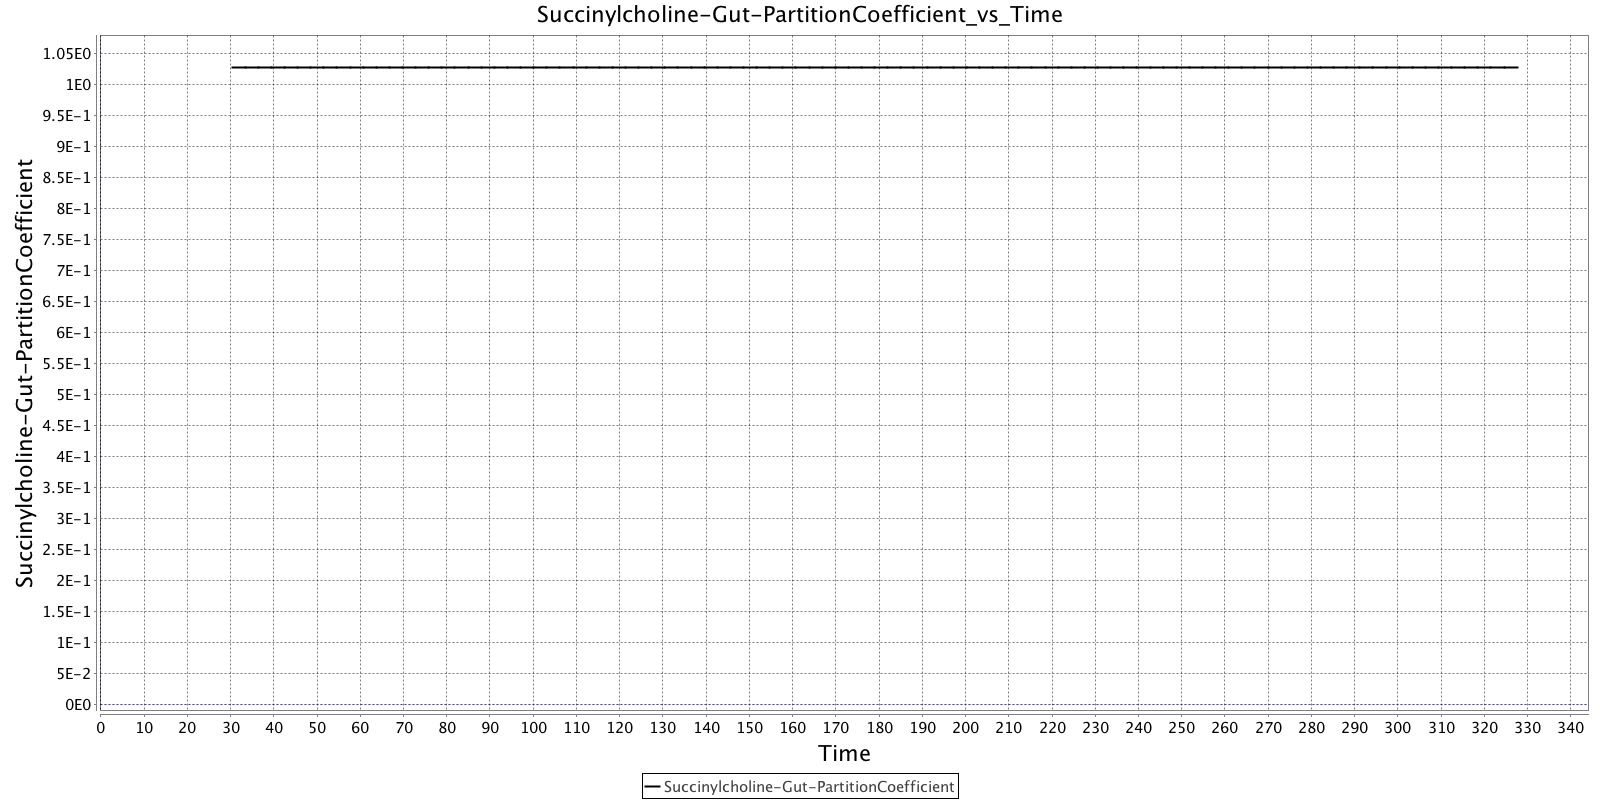 Succinylcholine-Gut-PartitionCoefficient_vs_Time
Succinylcholine-Gut-PartitionCoefficient
1.05E0
1E0
9.5E-1
9E-1
8.5E-1
8E-1
7.5E-1
7E-1
6.5E-1
6E-1
5.5E-1
5E-1
4.5E-1
4E-1
3.5E-1
3E-1
2.5E-1
2E-1
1.5E-1
1E-1
5E-2
0E0
0 10 20 30 40 50 60 70 80 90 100 110 120 130 140 150 160 170 180 190 200 210 220 230 240 250 260 270 280 290 300 310 320 330 340
Time
Succinylcholine-Gut-PartitionCoefficient